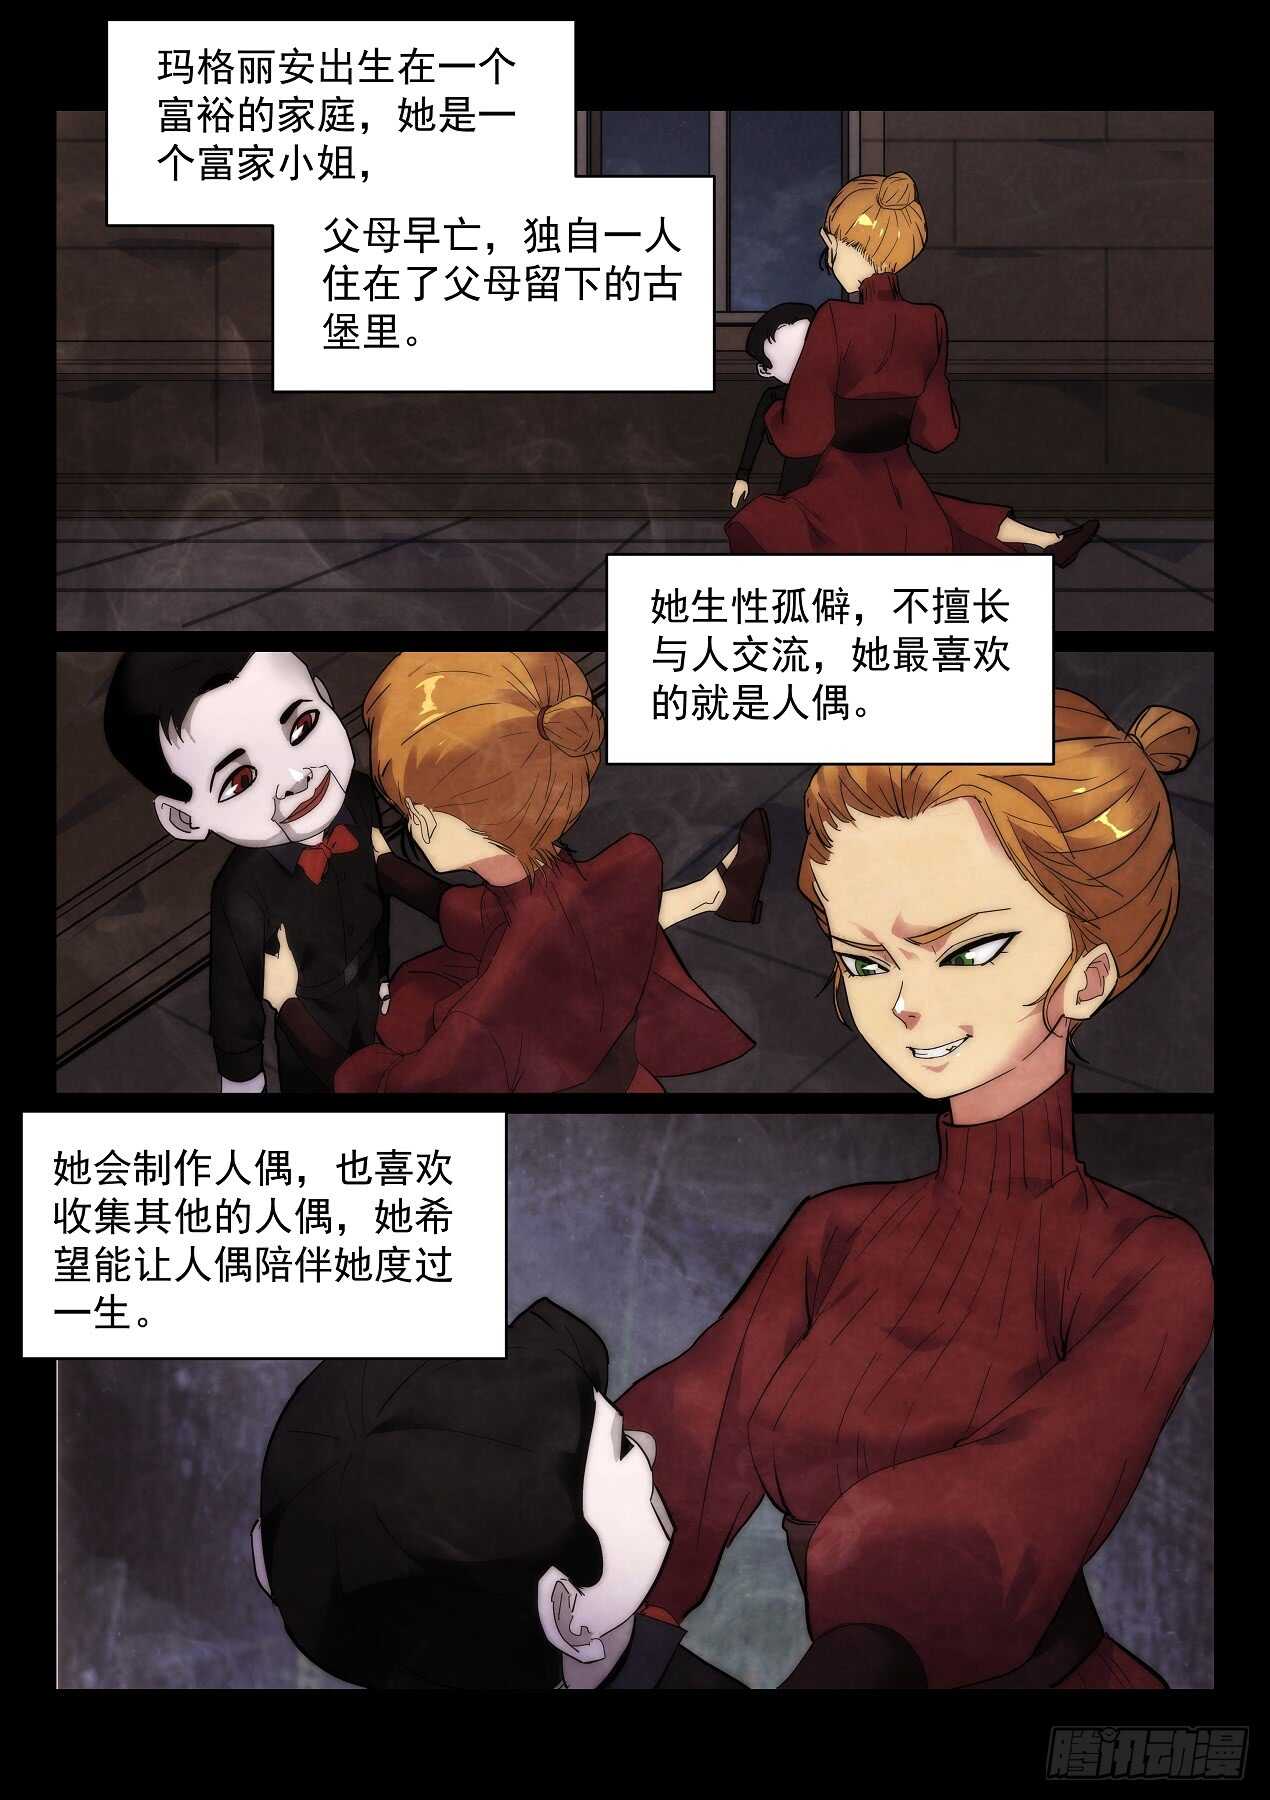 玛格丽安出生在一个
富裕的家庭，她是一
个富家小姐，
父母早亡，独自一人
住在了父母留下的古
堡里。
她生性孤僻，不擅长
与人交流，她最喜欢
的就是人偶。
她会制作人偶，也喜欢
收集其他的人偶，她希
望能让人偶陪伴她度过
一生。
腾讯动漫